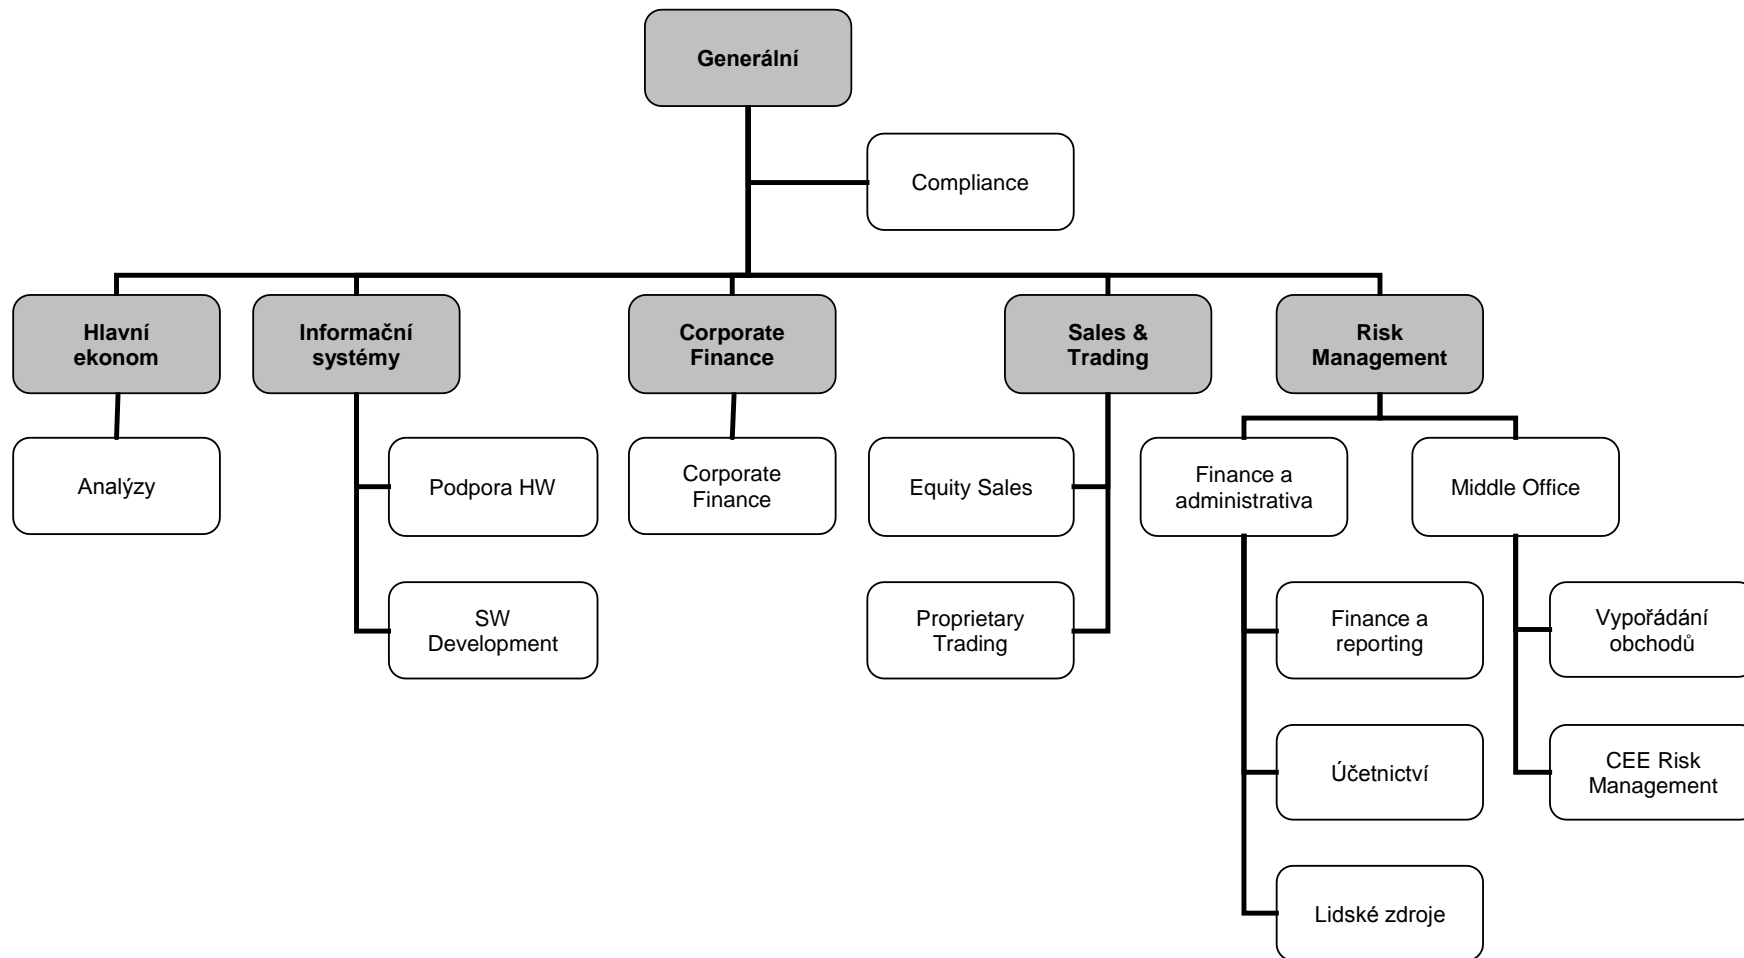 Generální
Compliance
Hlavní
ekonom
Informační
systémy
Corporate
Finance
Sales &
Trading
Risk
Management
Analýzy
Podpora HW
Corporate
Finance
Equity Sales
Finance a
administrativa
Middle Office
SW
Development
Proprietary
Trading
Finance a
reporting
Vypořádání
obchodů
Účetnictví
CEE Risk
Management
Lidské zdroje